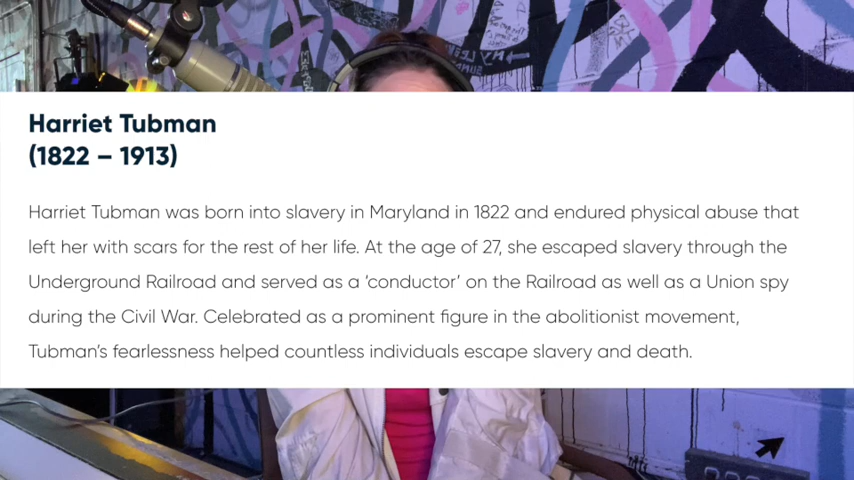 Harriet Tubman
(1822 – 1913)
Harriet Tubman was born into slavery in Maryland in 1822 and endured physical abuse that
left her with scars for the rest of her life. At the age of 27, she escaped slavery through the
Underground Railroad and served as a ‘conductor’ on the Railroad as well as a Union spy
during the Civil War. Celebrated as a prominent figure in the abolitionist movement,
Tubman’s fearlessness helped countless individuals escape slavery and death.